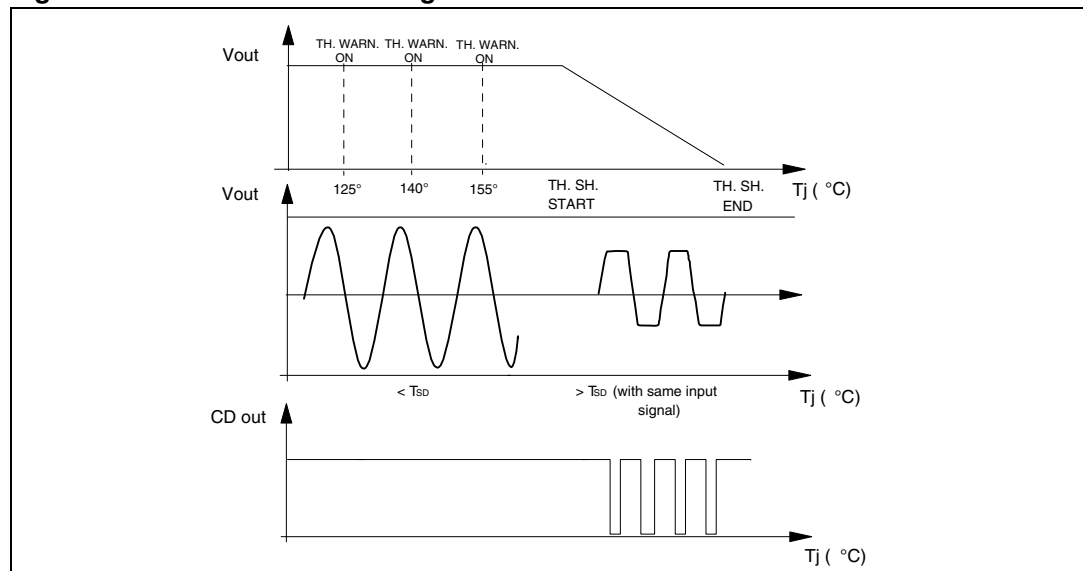 Vout
TH. WARN. TH. WARN. TH. WARN.
ON ON ON
125° 140° 155° TH. SH. TH. SH. Tj ( °C)
START END
Vout
< TSD > TSD (with same input
signal)
Tj ( °C)
CD out
Tj ( °C)